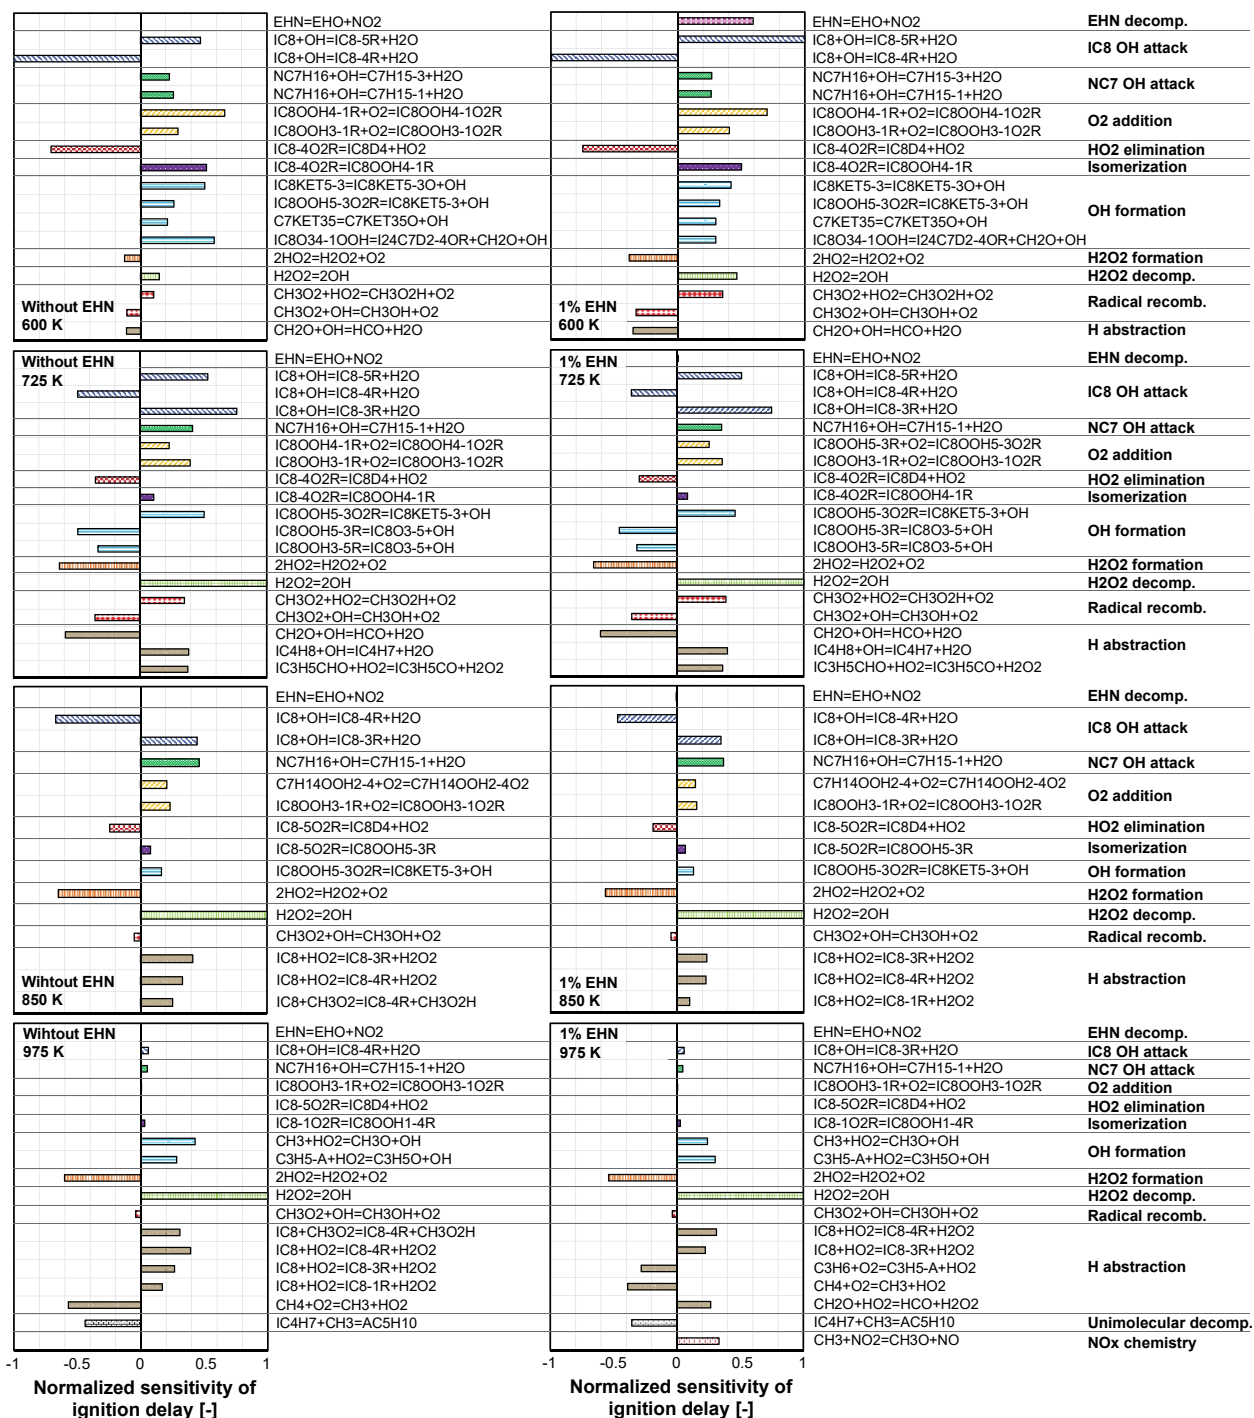 EHN=EHO+NO2
IC8+OH=IC8-5R+H2O
IC8+OH=IC8-4R+H2O
NC7H16+OH=C7H15-3+H2O
NC7H16+OH=C7H15-1+H2O
IC8OOH4-1R+O2=IC8OOH4-1O2R
IC8OOH3-1R+O2=IC8OOH3-1O2R
IC8-4O2R=IC8D4+HO2
IC8-4O2R=IC8OOH4-1R
IC8KET5-3=IC8KET5-3O+OH
IC8OOH5-3O2R=IC8KET5-3+OH
C7KET35=C7KET35O+OH
IC8O34-1OOH=I24C7D2-4OR+CH2O+OH
2HO2=H2O2+O2
H2O2=2OH
CH3O2+HO2=CH3O2H+O2
CH3O2+OH=CH3OH+O2
CH2O+OH=HCO+H2O
Without EHN
600 K
EHN=EHO+NO2
IC8+OH=IC8-5R+H2O
IC8+OH=IC8-4R+H2O
NC7H16+OH=C7H15-3+H2O
NC7H16+OH=C7H15-1+H2O
IC8OOH4-1R+O2=IC8OOH4-1O2R
IC8OOH3-1R+O2=IC8OOH3-1O2R
IC8-4O2R=IC8D4+HO2
IC8-4O2R=IC8OOH4-1R
IC8KET5-3=IC8KET5-3O+OH
IC8OOH5-3O2R=IC8KET5-3+OH
C7KET35=C7KET35O+OH
IC8O34-1OOH=I24C7D2-4OR+CH2O+OH
2HO2=H2O2+O2
H2O2=2OH
CH3O2+HO2=CH3O2H+O2
CH3O2+OH=CH3OH+O2
CH2O+OH=HCO+H2O
1% EHN
600 K
EHN decomp.
IC8 OH attack
NC7 OH attack
O2 addition
HO2 elimination
Isomerization
OH formation
H2O2 formation
H2O2 decomp.
Radical recomb.
H abstraction
Without EHN
725 K
EHN=EHO+NO2
IC8+OH=IC8-5R+H2O
IC8+OH=IC8-4R+H2O
IC8+OH=IC8-3R+H2O
NC7H16+OH=C7H15-1+H2O
IC8OOH4-1R+O2=IC8OOH4-1O2R
IC8OOH3-1R+O2=IC8OOH3-1O2R
IC8-4O2R=IC8D4+HO2
IC8-4O2R=IC8OOH4-1R
IC8OOH5-3O2R=IC8KET5-3+OH
IC8OOH5-3R=IC8O3-5+OH
IC8OOH3-5R=IC8O3-5+OH
2HO2=H2O2+O2
H2O2=2OH
CH3O2+HO2=CH3O2H+O2
CH3O2+OH=CH3OH+O2
CH2O+OH=HCO+H2O
IC4H8+OH=IC4H7+H2O
IC3H5CHO+HO2=IC3H5CO+H2O2
1% EHN
725 K
EHN=EHO+NO2
IC8+OH=IC8-5R+H2O
IC8+OH=IC8-4R+H2O
IC8+OH=IC8-3R+H2O
NC7H16+OH=C7H15-1+H2O
IC8OOH5-3R+O2=IC8OOH5-3O2R
IC8OOH3-1R+O2=IC8OOH3-1O2R
IC8-4O2R=IC8D4+HO2
IC8-4O2R=IC8OOH4-1R
IC8OOH5-3O2R=IC8KET5-3+OH
IC8OOH5-3R=IC8O3-5+OH
IC8OOH3-5R=IC8O3-5+OH
2HO2=H2O2+O2
H2O2=2OH
CH3O2+HO2=CH3O2H+O2
CH3O2+OH=CH3OH+O2
CH2O+OH=HCO+H2O
IC4H8+OH=IC4H7+H2O
IC3H5CHO+HO2=IC3H5CO+H2O2
EHN decomp.
IC8 OH attack
NC7 OH attack
O2 addition
HO2 elimination
Isomerization
OH formation
H2O2 formation
H2O2 decomp.
Radical recomb.
H abstraction
EHN=EHO+NO2
IC8+OH=IC8-4R+H2O
IC8+OH=IC8-3R+H2O
NC7H16+OH=C7H15-1+H2O
C7H14OOH2-4+O2=C7H14OOH2-4O2
IC8OOH3-1R+O2=IC8OOH3-1O2R
IC8-5O2R=IC8D4+HO2
IC8-5O2R=IC8OOH5-3R
IC8OOH5-3O2R=IC8KET5-3+OH
2HO2=H2O2+O2
H2O2=2OH
CH3O2+OH=CH3OH+O2
IC8+HO2=IC8-3R+H2O2
IC8+HO2=IC8-4R+H2O2
IC8+CH3O2=IC8-4R+CH3O2H
Wihtout EHN
850 K
EHN=EHO+NO2
IC8+OH=IC8-4R+H2O
IC8+OH=IC8-3R+H2O
NC7H16+OH=C7H15-1+H2O
C7H14OOH2-4+O2=C7H14OOH2-4O2
IC8OOH3-1R+O2=IC8OOH3-1O2R
IC8-5O2R=IC8D4+HO2
IC8-5O2R=IC8OOH5-3R
IC8OOH5-3O2R=IC8KET5-3+OH
2HO2=H2O2+O2
H2O2=2OH
CH3O2+OH=CH3OH+O2
IC8+HO2=IC8-3R+H2O2
IC8+HO2=IC8-4R+H2O2
IC8+HO2=IC8-1R+H2O2
1% EHN
850 K
EHN decomp.
IC8 OH attack
NC7 OH attack
O2 addition
HO2 elimination
Isomerization
OH formation
H2O2 formation
H2O2 decomp.
Radical recomb.
H abstraction
Wihtout EHN
975 K
EHN=EHO+NO2
IC8+OH=IC8-4R+H2O
NC7H16+OH=C7H15-1+H2O
IC8OOH3-1R+O2=IC8OOH3-1O2R
IC8-5O2R=IC8D4+HO2
IC8-1O2R=IC8OOH1-4R
CH3+HO2=CH3O+OH
C3H5-A+HO2=C3H5O+OH
2HO2=H2O2+O2
H2O2=2OH
CH3O2+OH=CH3OH+O2
IC8+CH3O2=IC8-4R+CH3O2H
IC8+HO2=IC8-4R+H2O2
IC8+HO2=IC8-3R+H2O2
IC8+HO2=IC8-1R+H2O2
CH4+O2=CH3+HO2
IC4H7+CH3=AC5H10
1% EHN
975 K
EHN=EHO+NO2
IC8+OH=IC8-3R+H2O
NC7H16+OH=C7H15-1+H2O
IC8OOH3-1R+O2=IC8OOH3-1O2R
IC8-5O2R=IC8D4+HO2
IC8-1O2R=IC8OOH1-4R
CH3+HO2=CH3O+OH
C3H5-A+HO2=C3H5O+OH
2HO2=H2O2+O2
H2O2=2OH
CH3O2+OH=CH3OH+O2
IC8+HO2=IC8-4R+H2O2
IC8+HO2=IC8-3R+H2O2
C3H6+O2=C3H5-A+HO2
CH4+O2=CH3+HO2
CH2O+HO2=HCO+H2O2
IC4H7+CH3=AC5H10
CH3+NO2=CH3O+NO
EHN decomp.
IC8 OH attack
NC7 OH attack
O2 addition
HO2 elimination
Isomerization
OH formation
H2O2 formation
H2O2 decomp.
Radical recomb.
H abstraction
Unimolecular decomp.
NOx chemistry
-1 -0.5 0 0.5 1
Normalized sensitivity of
ignition delay [-]
-1 -0.5 0 0.5 1
Normalized sensitivity of
ignition delay [-]